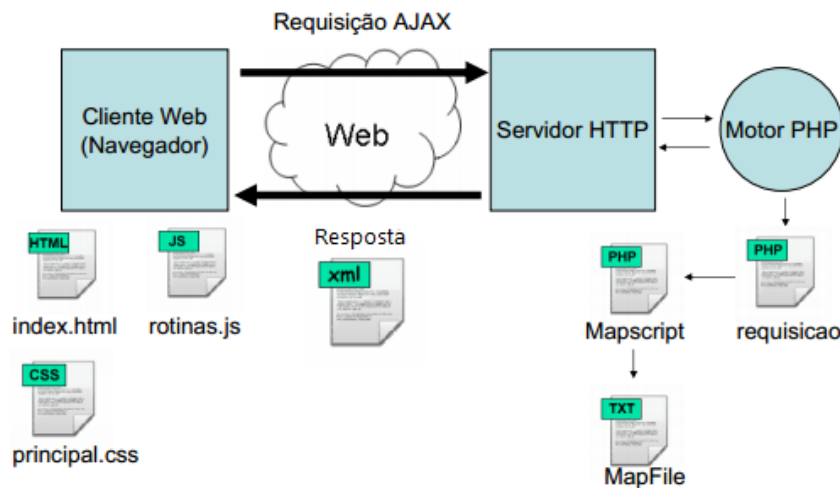 Requisição AJAX
Cliente Web
(Navegador)
Web
Servidor HTTP
Motor PHP
HTML
index.html
JS
rotinas.js
Resposta
xml
PHP
Mapscript
PHP
requisicao
CSS
principal.css
TXT
MapFile